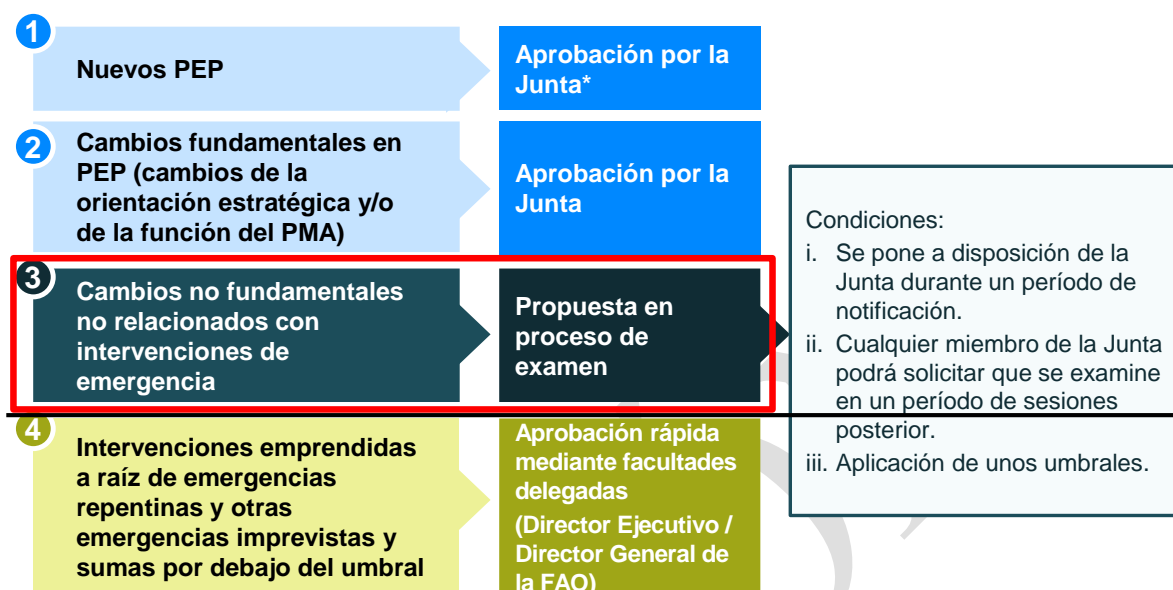 1
Nuevos PEP
Aprobación por la
Junta*
2
Cambios fundamentales en
PEP (cambios de la
orientación estratégica y/o
de la función del PMA)
Aprobación por la
Junta
3
Cambios no fundamentales
no relacionados con
intervenciones de
emergencia
Propuesta en
proceso de
examen
Condiciones:
i. Se pone a disposición de la
Junta durante un período de
notificación.
ii. Cualquier miembro de la Junta
podrá solicitar que se examine
en un período de sesiones
posterior.
iii. Aplicación de unos umbrales.
4
Intervenciones emprendidas
a raíz de emergencias
repentinas y otras
emergencias imprevistas y
sumas por debajo del umbral
Aprobación rápida
mediante facultades
delegadas
(Director Ejecutivo /
Director General de
la FAO)